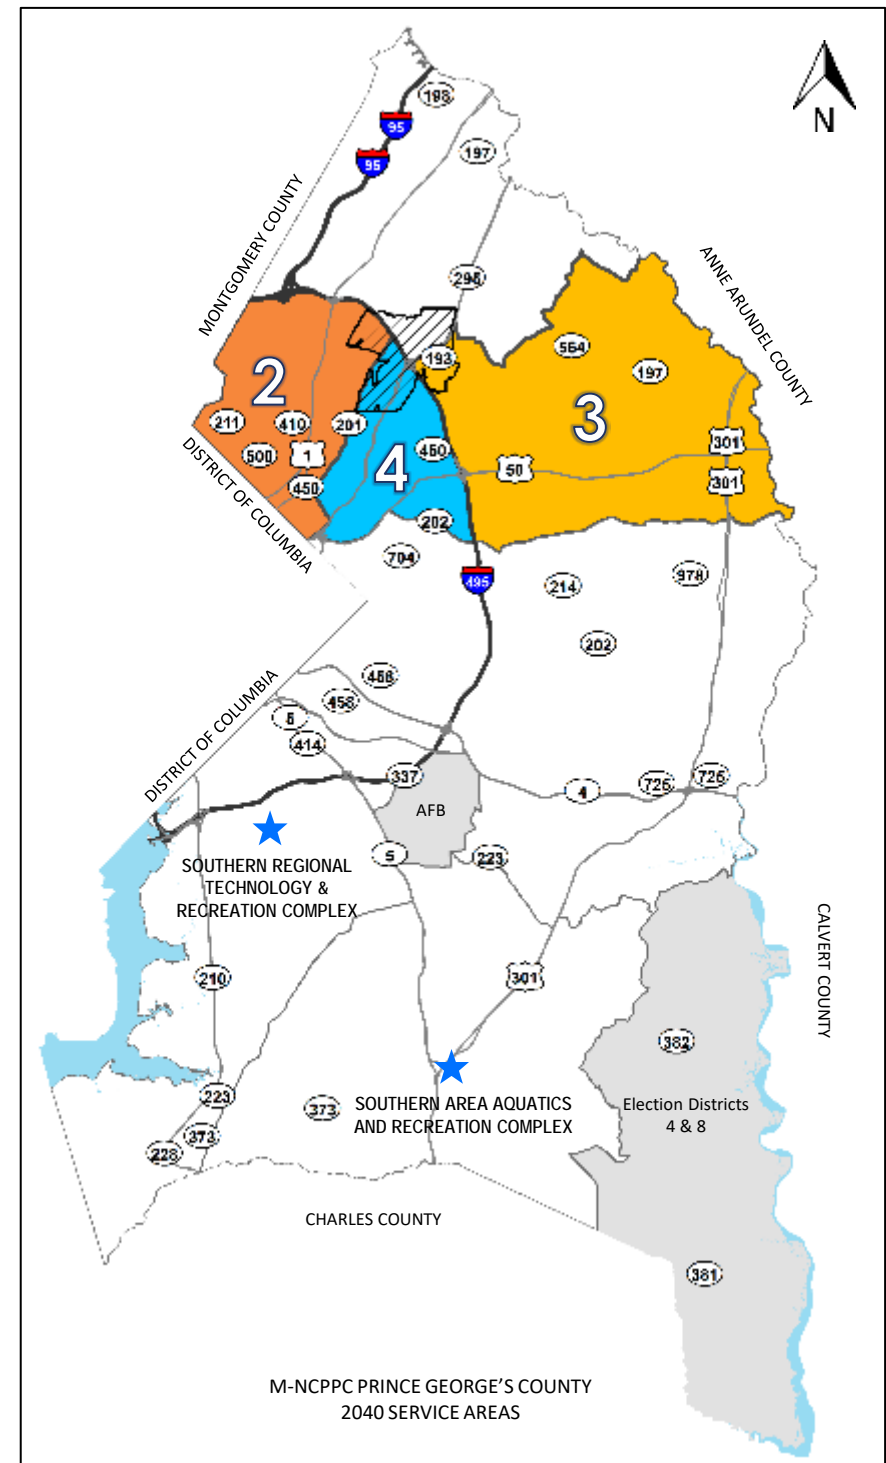 198
95
95
197
N
MONTGOMERY COUNTY
ANNE ARUNDEL COUNTY
295
564
193
197
2
3
211
410
201
301
500
1
4
450
50
301
450
DISTRICT OF COLUMBIA
202
704
495
214
978
202
DISTRICT OF COLUMBIA
456
458
5
414
337
4
725
725
AFB
5
223
SOUTHERN REGIONAL
TECHNOLOGY &
RECREATION COMPLEX
CALVERT COUNTY
210
301
382
223
373
SOUTHERN AREA AQUATICS
AND RECREATION COMPLEX
Election Districts
4 & 8
373
228
CHARLES COUNTY
381
M-NCPPC PRINCE GEORGE'S COUNTY
2040 SERVICE AREAS